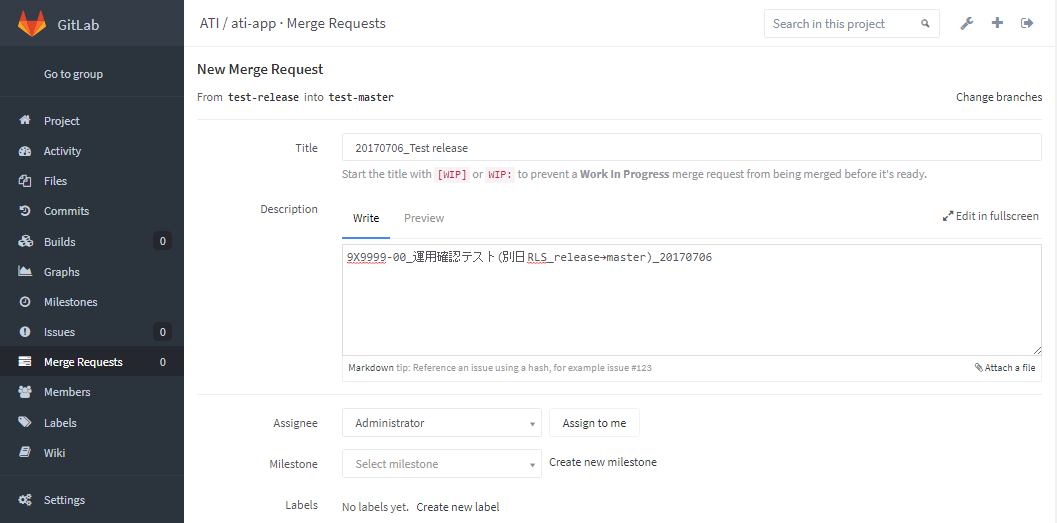 GitLab
ATI / ati-app · Merge Requests
Search in this project
Go to group
Project
Activity
Files
Commits
Builds 0
Graphs
Milestones
Issues 0
Merge Requests 0
Members
Labels
Wiki
Settings
New Merge Request
From test-release into test-master
Change branches
Title
20170706_Test release
Start the title with [WIP] or WIP: to prevent a Work In Progress merge request from being merged before it's ready.
Description
Write Preview
Edit in fullscreen
9X9999-00_運用確認テスト(別日RLS_release→master)_20170706
Markdown tip: Reference an issue using a hash, for example issue #123
Attach a file
Assignee
Administrator
Assign to me
Milestone
Select milestone
Create new milestone
Labels
No labels yet. Create new label